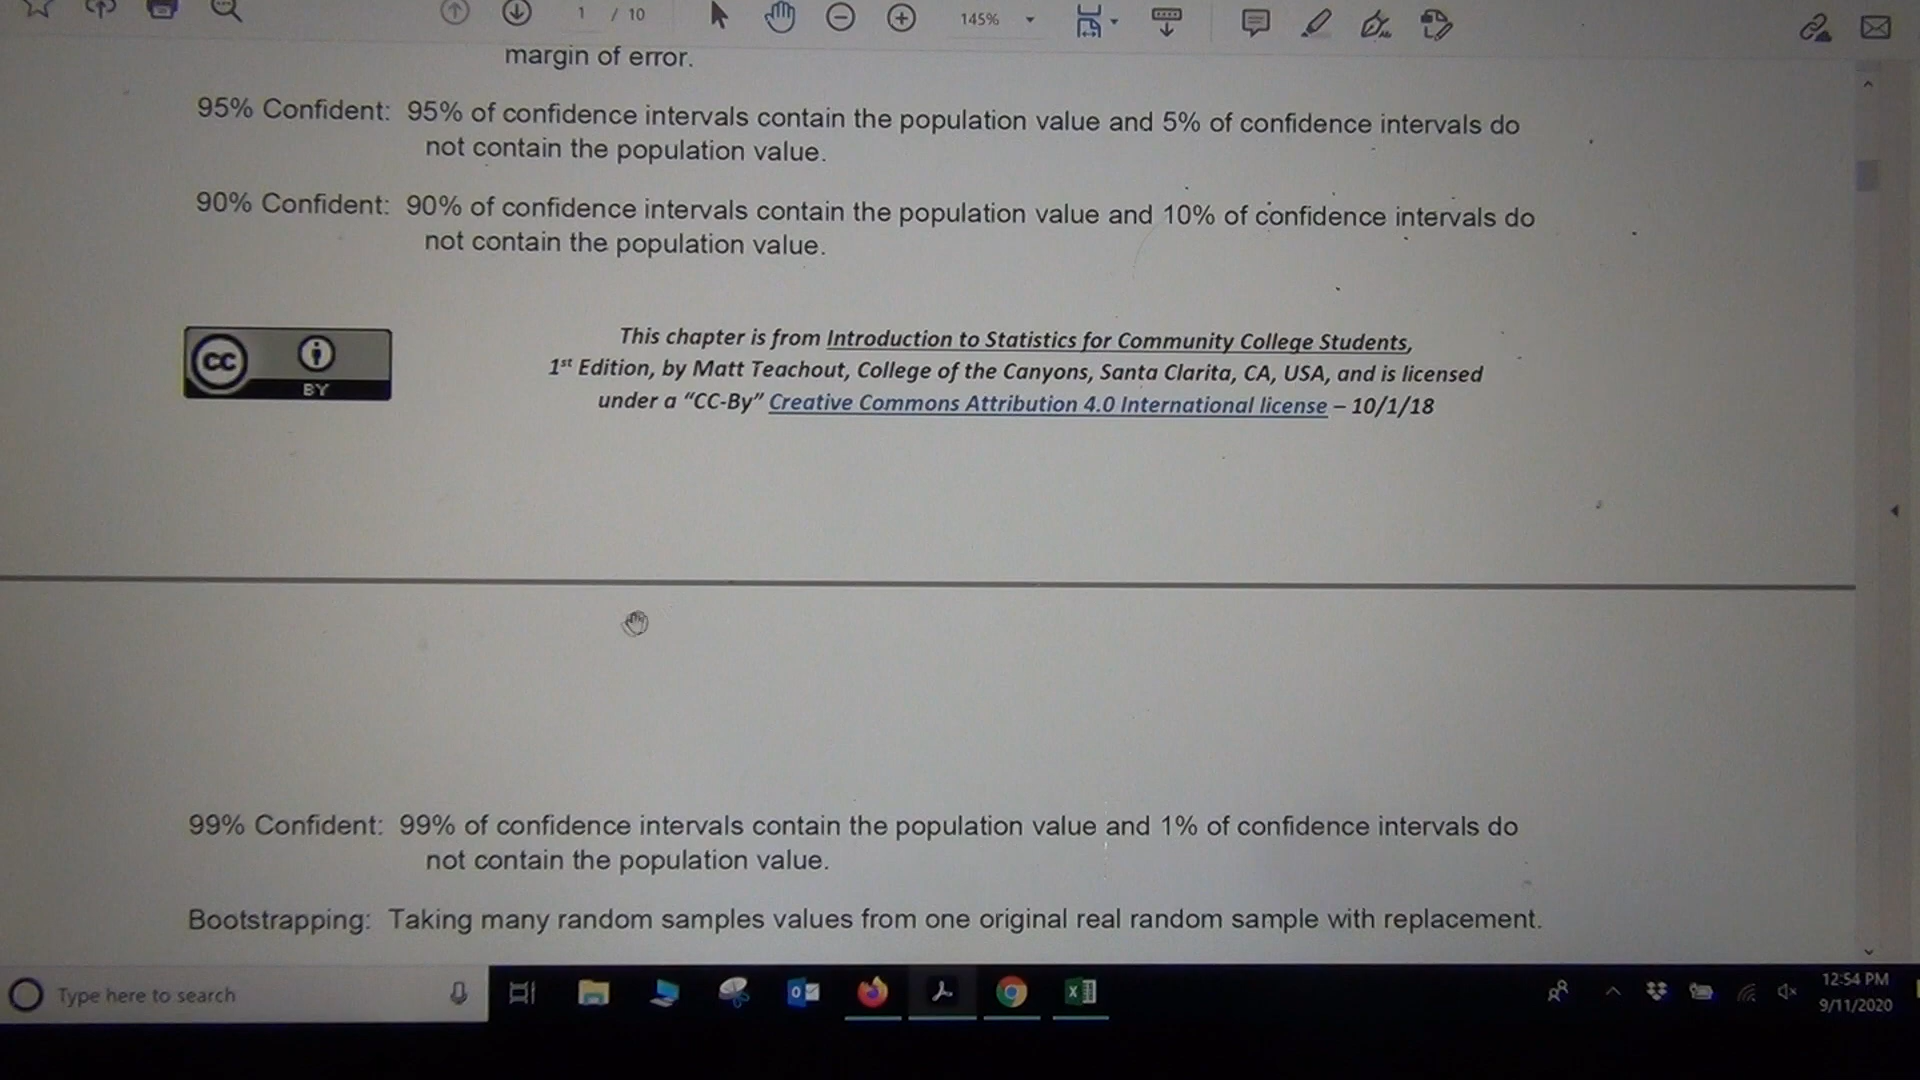 1 / 10
145%
margin of error.
95% Confident: 95% of confidence intervals contain the population value and 5% of confidence intervals do
not contain the population value.
90% Confident: 90% of confidence intervals contain the population value and 10% of confidence intervals do
not contain the population value.
CC
BY
This chapter is from Introduction to Statistics for Community College Students,
1st Edition, by Matt Teachout, College of the Canyons, Santa Clarita, CA, USA, and is licensed
under a “CC-By” Creative Commons Attribution 4.0 International license – 10/1/18
99% Confident: 99% of confidence intervals contain the population value and 1% of confidence intervals do
not contain the population value.
Bootstrapping: Taking many random samples values from one original real random sample with replacement.
Type here to search
12:54 PM
9/11/2020